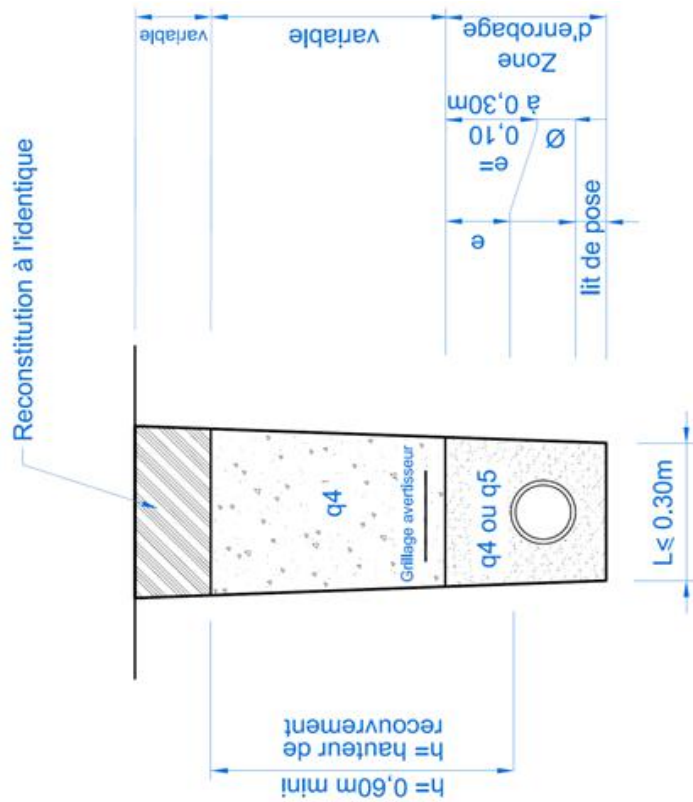 Reconstitution à l'identique
variable
variable
Zone
d'enrobage
e=
0,10
à 0,30m
e
Ø
lit de pose
q4
Grillage avertisseur
q4 ou q5
L≤ 0.30m
h= 0,60m mini
h= hauteur de
recouvrement